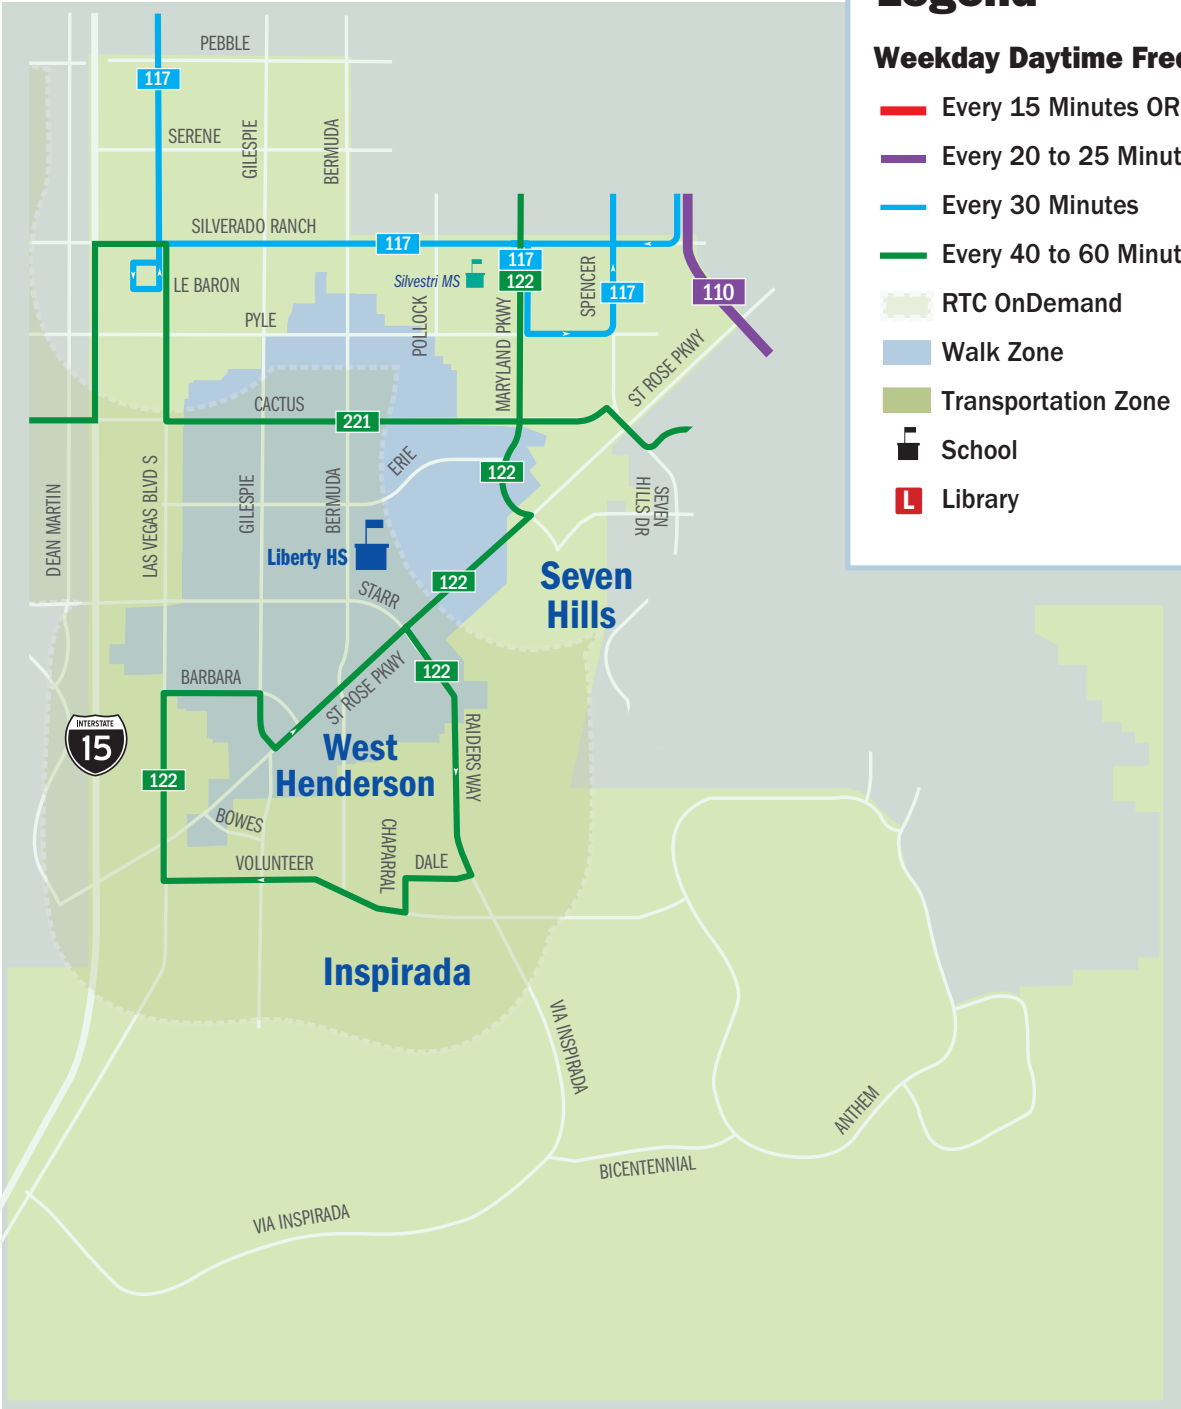 Legend
Weekday Daytime Freq
Every 15 Minutes OR
Every 20 to 25 Minut
Every 30 Minutes
Every 40 to 60 Minut
RTC OnDemand
Walk Zone
Transportation Zone
School
L
Library
PEBBLE
117
SERENE
GILESPIE
BERMUDA
SILVERADO RANCH
117
117
122
Silvestri MS
LE BARON
SPENCER
117
110
PYLE
POLLOCK
MARYLAND PKWY
ST ROSE PKWY
CACTUS
221
ERIE
122
DEAN MARTIN
LAS VEGAS BLVD S
GILESPIE
BERMUDA
SEVEN
HILLS DR
Liberty HS
122
Seven
Hills
STARR
BARBARA
ST ROSE PKWY
122
INTERSTATE
15
122
West
Henderson
RAIDERS WAY
BOWES
CHAPARRAL
VOLUNTEER
DALE
Inspirada
VIA INSPIRADA
ANTHEM
BICENTENNIAL
VIA INSPIRADA